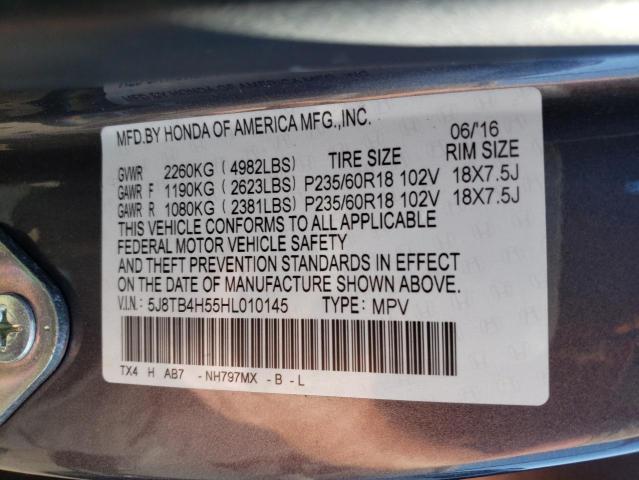 MFD.BY HONDA OF AMERICA MFG.,INC. 06/'16
GVWR 2260KG (4982LBS) TIRE SIZE RIM SIZE
GAWR F 1190KG (2623LBS) P235/60R18 102V 18X7.5J
GAWR R 1080KG (2381LBS) P235/60R18 102V 18X7.5J
THIS VEHICLE CONFORMS TO ALL APPLICABLE
FEDERAL MOTOR VEHICLE SAFETY
AND THEFT PREVENTION STANDARDS IN EFFECT
ON THE DATE OF MANUFACTURE SHOWN ABOVE.
V.I.N: 5J8TB4H55HL010145 TYPE: MPV
TX4 H AB7 -NH797MX -B -L